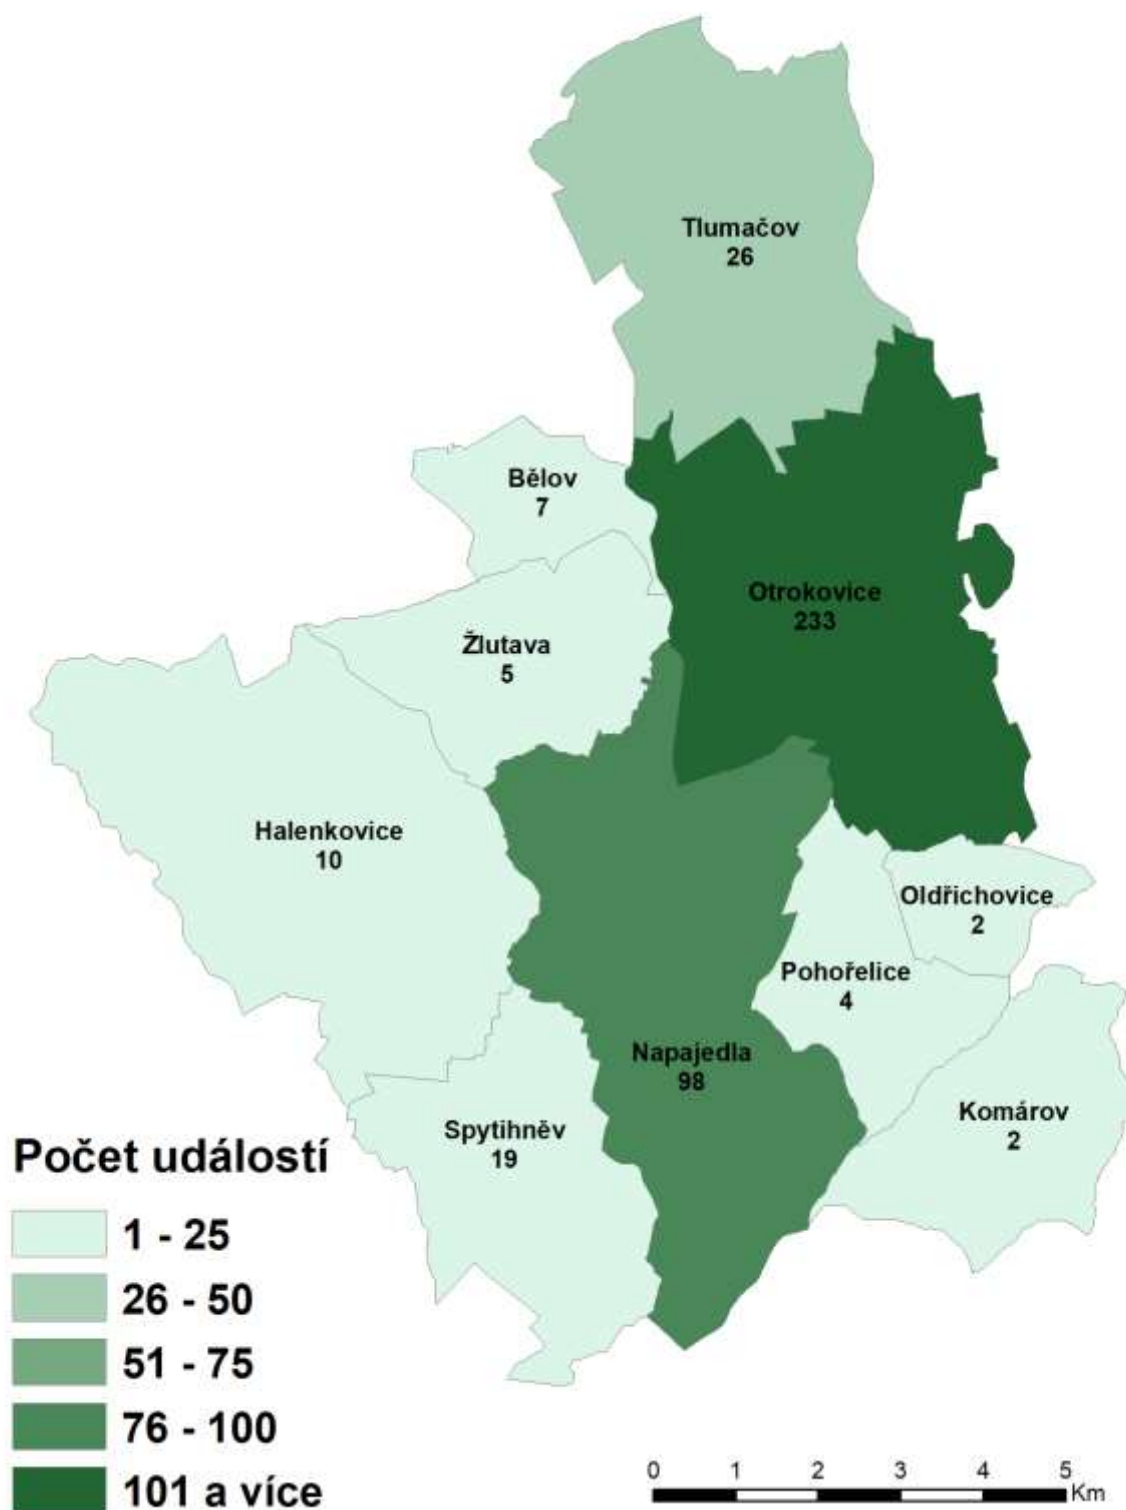 Tlumačov
26
Bělov
7
Otrokovice
233
Žlutava
5
Halenkovice
10
Oldřichovice
2
Pohořelice
4
Napajedla
98
Komárov
2
Spytihněv
19
Počet událostí
1 - 25
26 - 50
51 - 75
76 - 100
101 a více
0 1 2 3 4 5
Km